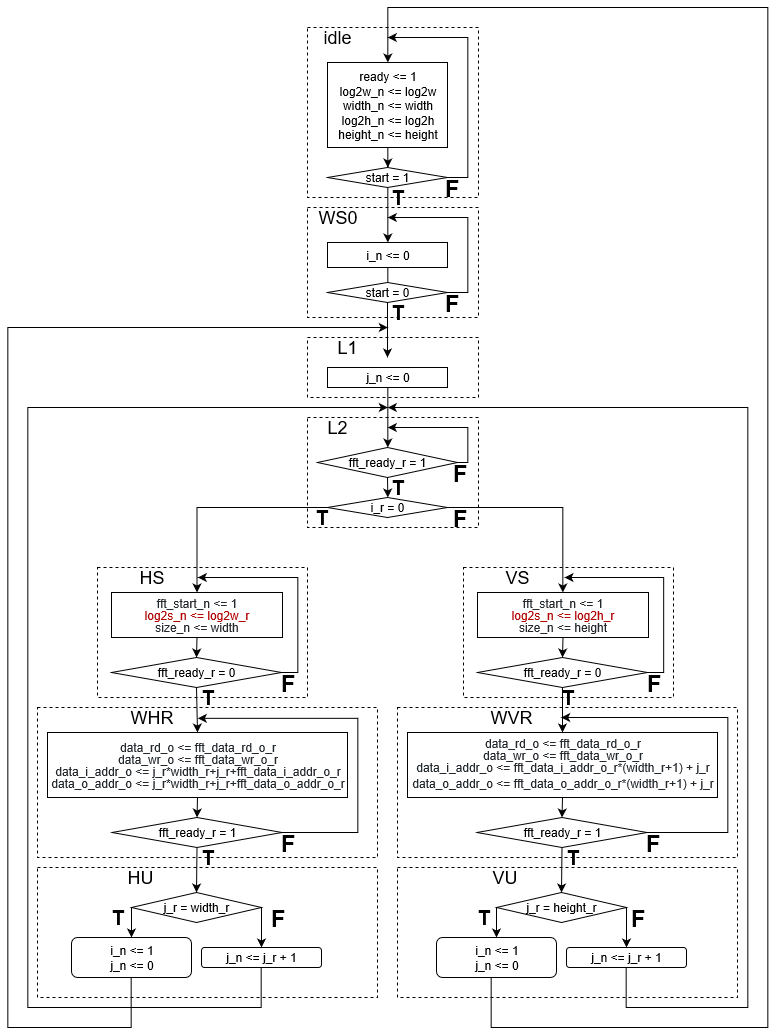 idle
ready <= 1
log2w_n <= log2w
width_n <= width
log2h_n <= log2h
height_n <= height
start = 1
F
T
WS0
i_n <= 0
start = 0
F
T
L1
j_n <= 0
L2
fft_ready_r = 1
F
T
i_r = 0
T
F
HS
fft_start_n <= 1
log2s_n <= log2w_r
size_n <= width
fft_ready_r = 0
F
T
VS
fft_start_n <= 1
log2s_n <= log2h_r
size_n <= height
fft_ready_r = 0
F
T
WHR
data_rd_o <= fft_data_rd_o_r
data_wr_o <= fft_data_wr_o_r
data_i_addr_o <= j_r*width_r+j_r+fft_data_i_addr_o_r
data_o_addr_o <= j_r*width_r+j_r+fft_data_o_addr_o_r
fft_ready_r = 1
F
T
WVR
data_rd_o <= fft_data_rd_o_r
data_wr_o <= fft_data_wr_o_r
data_i_addr_o <= fft_data_i_addr_o_r*(width_r+1) + j_r
data_o_addr_o <= fft_data_o_addr_o_r*(width_r+1) + j_r
fft_ready_r = 1
F
T
HU
j_r = width_r
T
F
i_n <= 1
j_n <= 0
j_n <= j_r + 1
VU
j_r = height_r
T
F
i_n <= 1
j_n <= 0
j_n <= j_r + 1